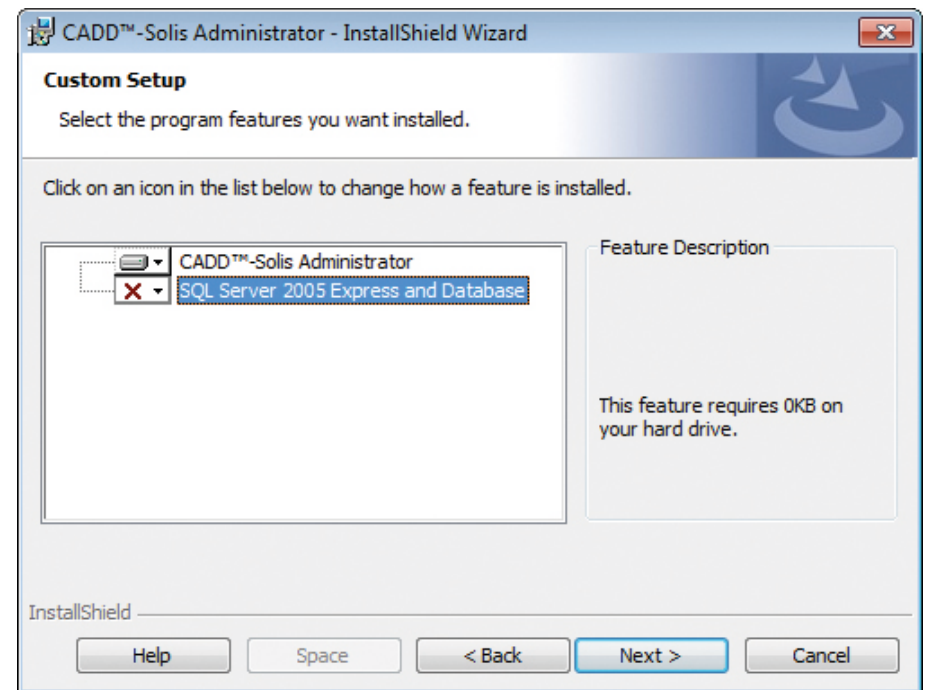 CADD™-Solis Administrator - InstallShield Wizard
Custom Setup
Select the program features you want installed.
Click on an icon in the list below to change how a feature is installed.
CADD™-Solis Administrator
SQL Server 2005 Express and Database
Feature Description
This feature requires 0KB on
your hard drive.
InstallShield
Help
Space
< Back
Next >
Cancel